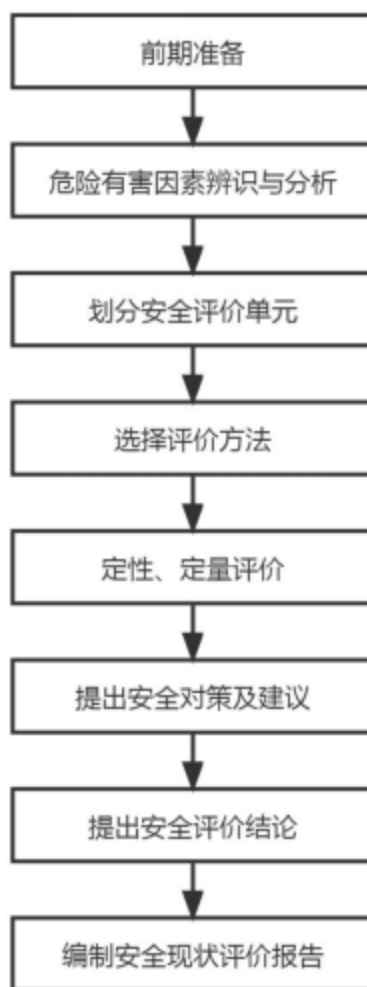 前期准备
危险有害因素辨识与分析
划分安全评价单元
选择评价方法
定性、定量评价
提出安全对策及建议
提出安全评价结论
编制安全现状评价报告